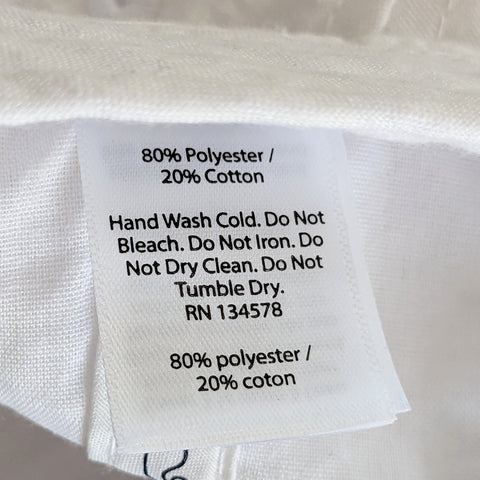 80% Polyester /
20% Cotton
Hand Wash Cold. Do Not
Bleach. Do Not Iron. Do
Not Dry Clean. Do Not
Tumble Dry.
RN 134578
80% polyester /
20% coton